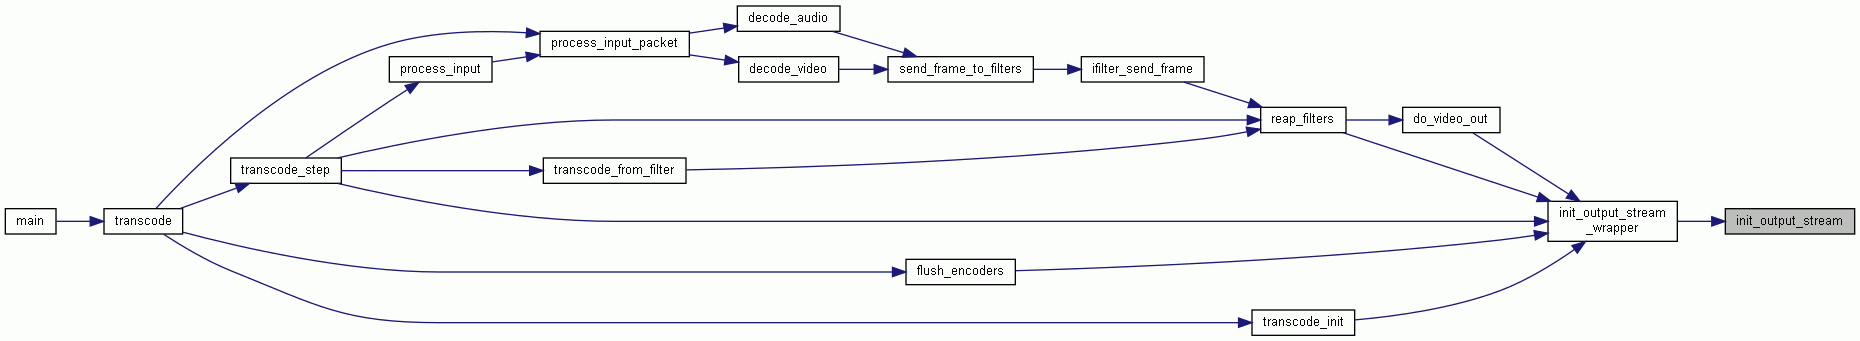 decode_audio
process_input_packet
process_input
decode_video
send_frame_to_filters
ifilter_send_frame
reap_filters
do_video_out
transcode_step
transcode_from_filter
main
transcode
init_output_stream
_wrapper
init_output_stream
flush_encoders
transcode_init